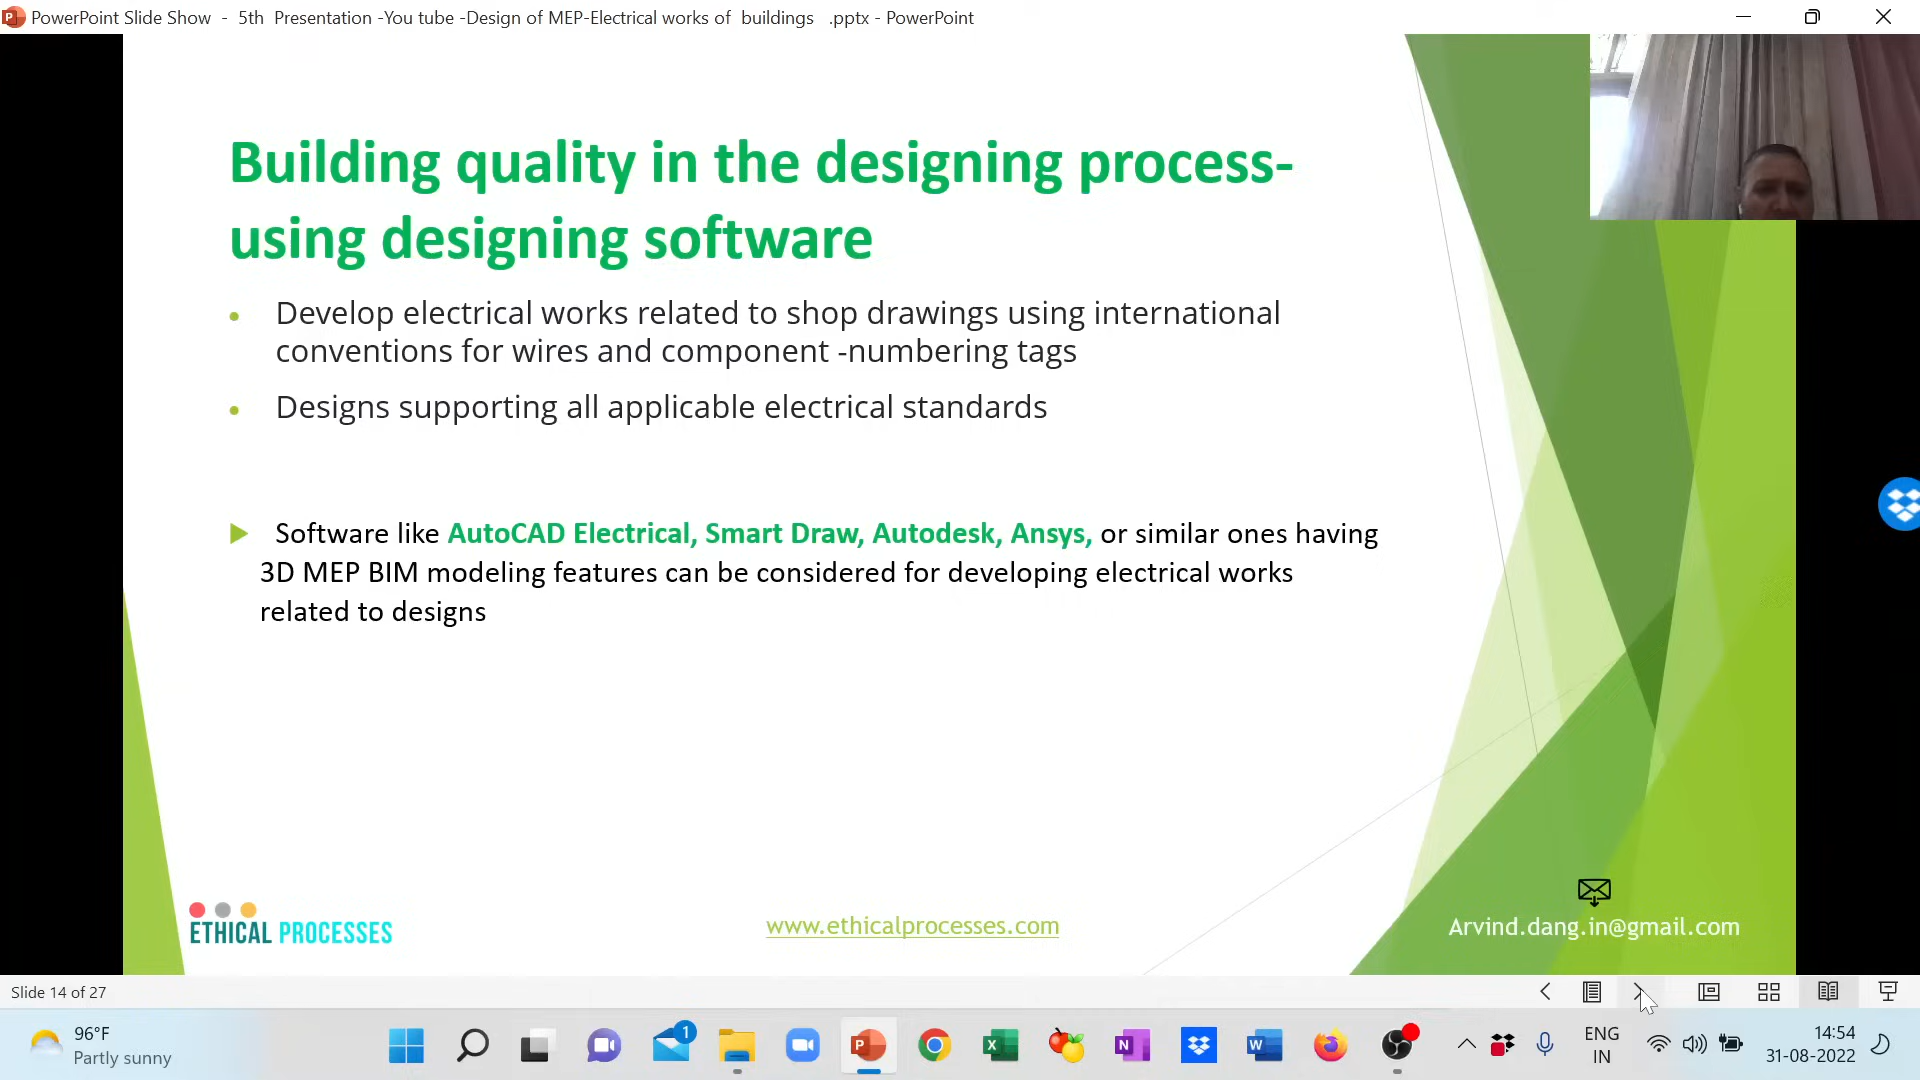 PowerPoint Slide Show - 5th Presentation -You tube -Design of MEP-Electrical works of buildings .pptx - PowerPoint
Building quality in the designing process-
using designing software
• Develop electrical works related to shop drawings using international
conventions for wires and component -numbering tags
• Designs supporting all applicable electrical standards
Software like AutoCAD Electrical, Smart Draw, Autodesk, Ansys, or similar ones having
3D MEP BIM modeling features can be considered for developing electrical works
related to designs
ETHICAL PROCESSES
www.ethicalprocesses.com
Arvind.dang.in@gmail.com
Slide 14 of 27
96°F
Partly sunny
1
ENG
IN
14:54
31-08-2022